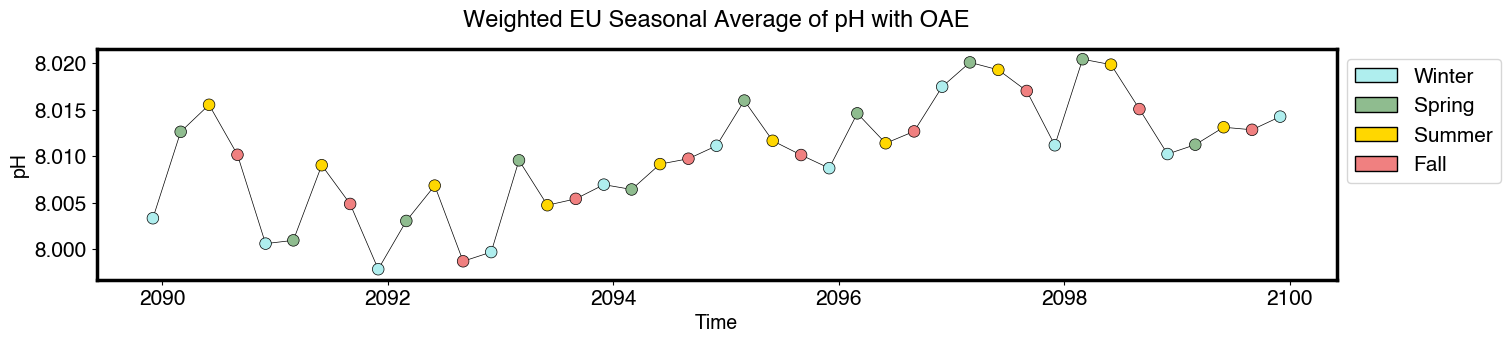 Weighted EU Seasonal Average of pH with OAE
8.020
8.015
8.010
8.005
8.000
pH
2090
2092
2094
2096
2098
2100
Time
Winter
Spring
Summer
Fall